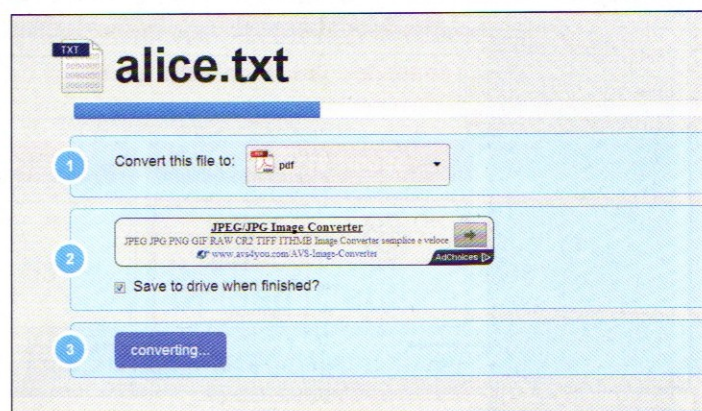 TXT
alice.txt
1
Convert this file to:
pdf
JPEG/JPG Image Converter
JPEG JPG PNG GIF RAW CR2 TIFF ITHMB Image Converter semplice e veloce
www.avs4you.com/AVS-Image-Converter
AdChoices
2
Save to drive when finished?
3
converting...